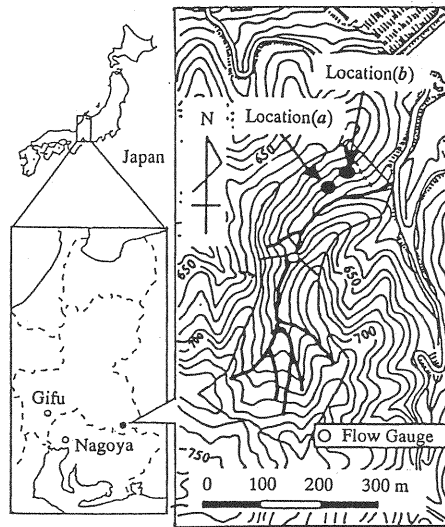 Japan
Gifu
Nagoya
Location(b)
Location(a)
N
650
650
650
700
700
750
Flow Gauge
0 100 200 300 m